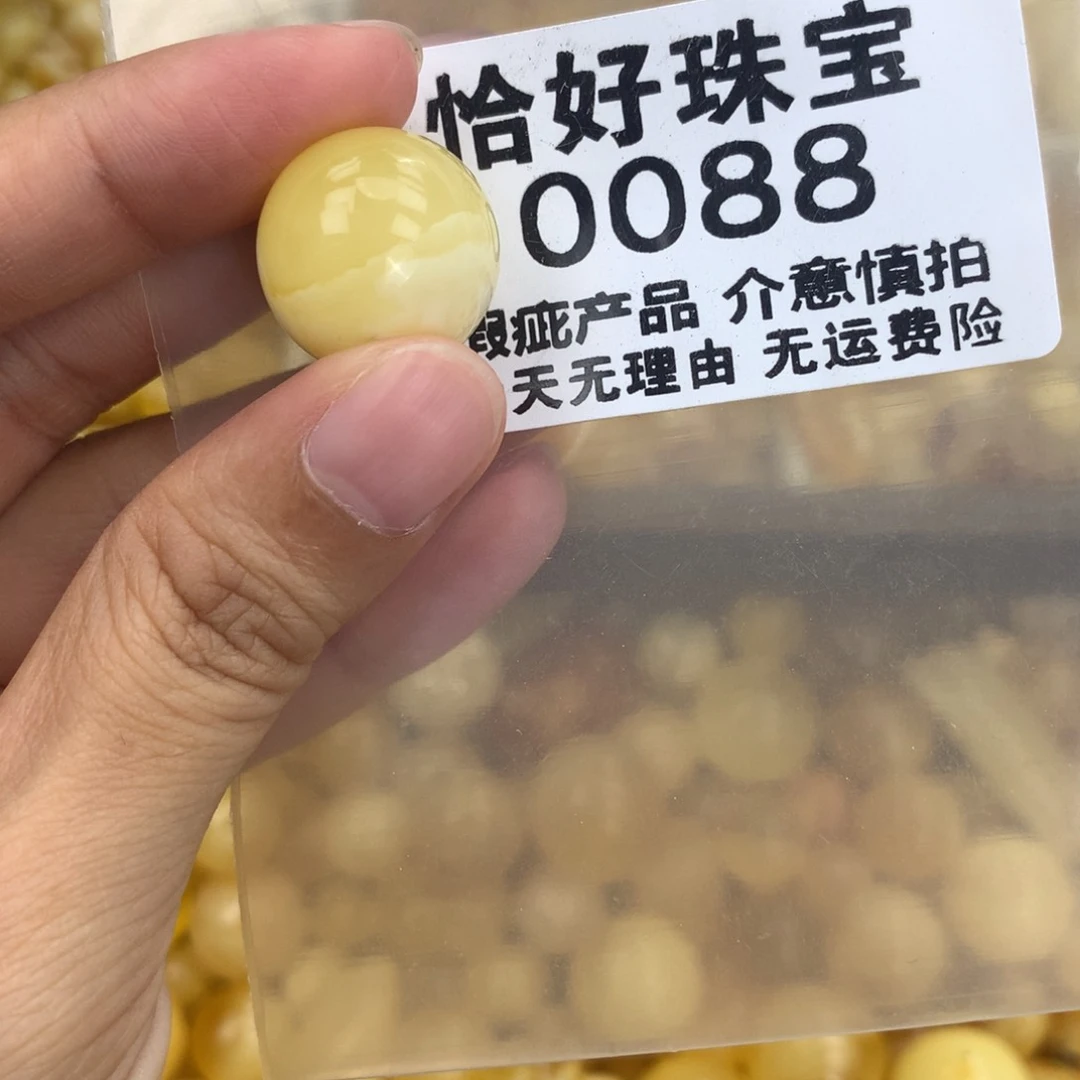 恰好珠宝
0088
瑕疵产品 介意慎拍
天无理由 无运费险